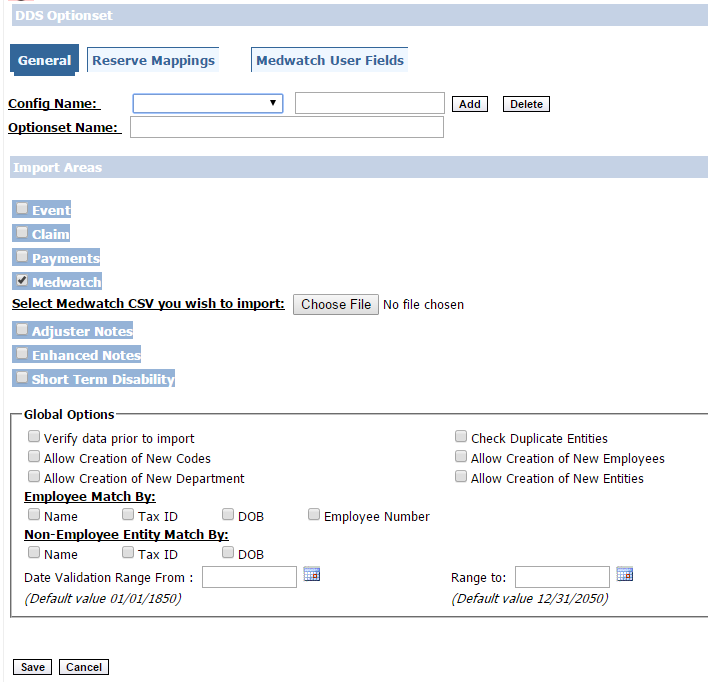 DDS Optionset
General Reserve Mappings Medwatch User Fields
Config Name: Add Delete
Optionset Name:
Import Areas
Event
Claim
Payments
Medwatch
Select Medwatch CSV you wish to import: Choose File No file chosen
Adjuster Notes
Enhanced Notes
Short Term Disability
Global Options
Verify data prior to import Check Duplicate Entities
Allow Creation of New Codes Allow Creation of New Employees
Allow Creation of New Department Allow Creation of New Entities
Employee Match By:
Name Tax ID DOB Employee Number
Non-Employee Entity Match By:
Name Tax ID DOB
Date Validation Range From : Range to:
(Default value 01/01/1850) (Default value 12/31/2050)
Save Cancel